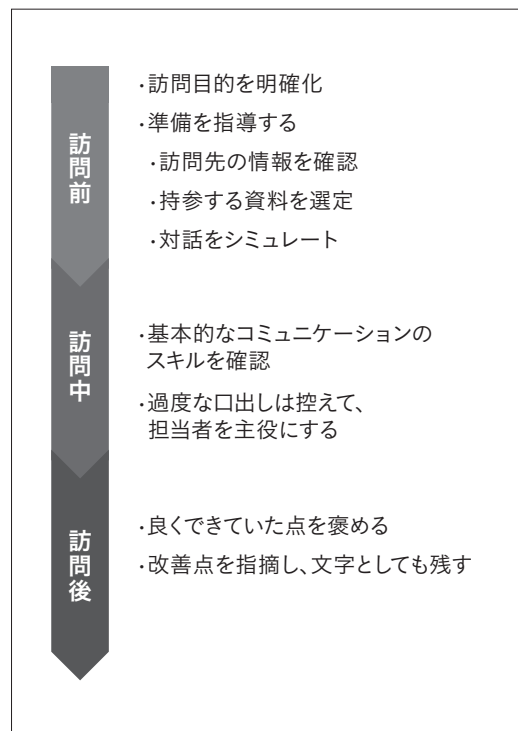 訪問前
・訪問目的を明確化
・準備を指導する
・訪問先の情報を確認
・持参する資料を選定
・対話をシミュレート
訪問中
・基本的なコミュニケーションの
スキルを確認
・過度な口出しは控えて、
担当者を主役にする
訪問後
・良くできていた点を褒める
・改善点を指摘し、文字としても残す